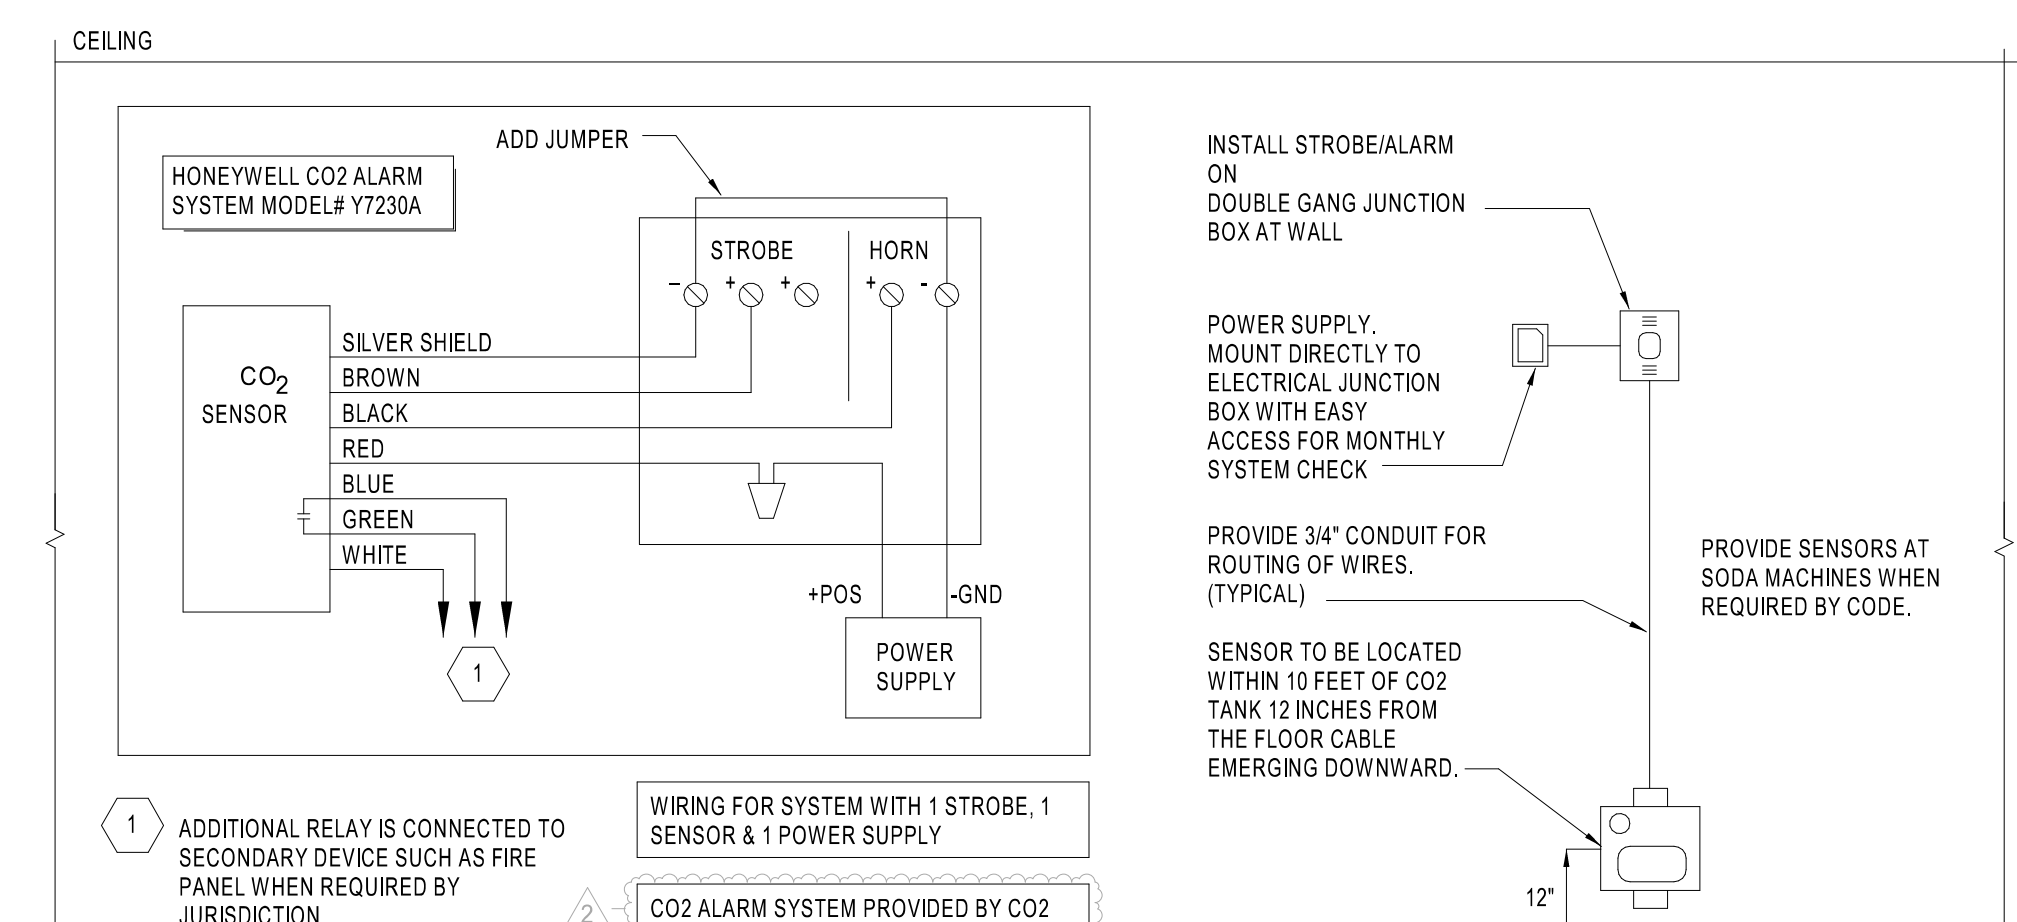 CEILING
ADD JUMPER
HONEYWELL CO2 ALARM
SYSTEM MODEL# Y7230A
STROBE
HORN
– + + + -
CO2
SENSOR
SILVER SHIELD
BROWN
BLACK
RED
BLUE
GREEN
WHITE
1
+POS
-GND
POWER
SUPPLY
1
ADDITIONAL RELAY IS CONNECTED TO
SECONDARY DEVICE SUCH AS FIRE
PANEL WHEN REQUIRED BY
JURISDICTION
WIRING FOR SYSTEM WITH 1 STROBE, 1
SENSOR & 1 POWER SUPPLY
2
CO2 ALARM SYSTEM PROVIDED BY CO2
INSTALL STROBE/ALARM
ON
DOUBLE GANG JUNCTION
BOX AT WALL
POWER SUPPLY.
MOUNT DIRECTLY TO
ELECTRICAL JUNCTION
BOX WITH EASY
ACCESS FOR MONTHLY
SYSTEM CHECK
PROVIDE 3/4" CONDUIT FOR
ROUTING OF WIRES.
(TYPICAL)
PROVIDE SENSORS AT
SODA MACHINES WHEN
REQUIRED BY CODE.
SENSOR TO BE LOCATED
WITHIN 10 FEET OF CO2
TANK 12 INCHES FROM
THE FLOOR CABLE
EMERGING DOWNWARD.
12"